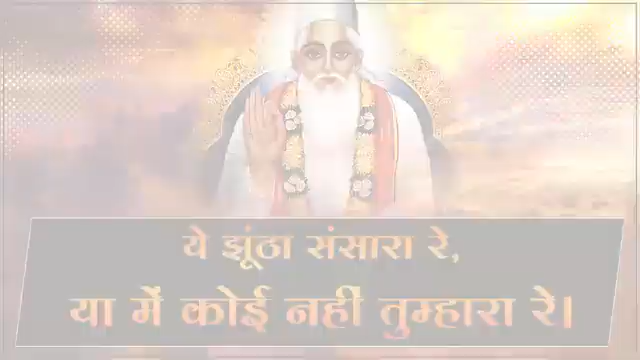 ये झूंठा संसारा रे,
या में कोई नहीं तुम्हारा रे।